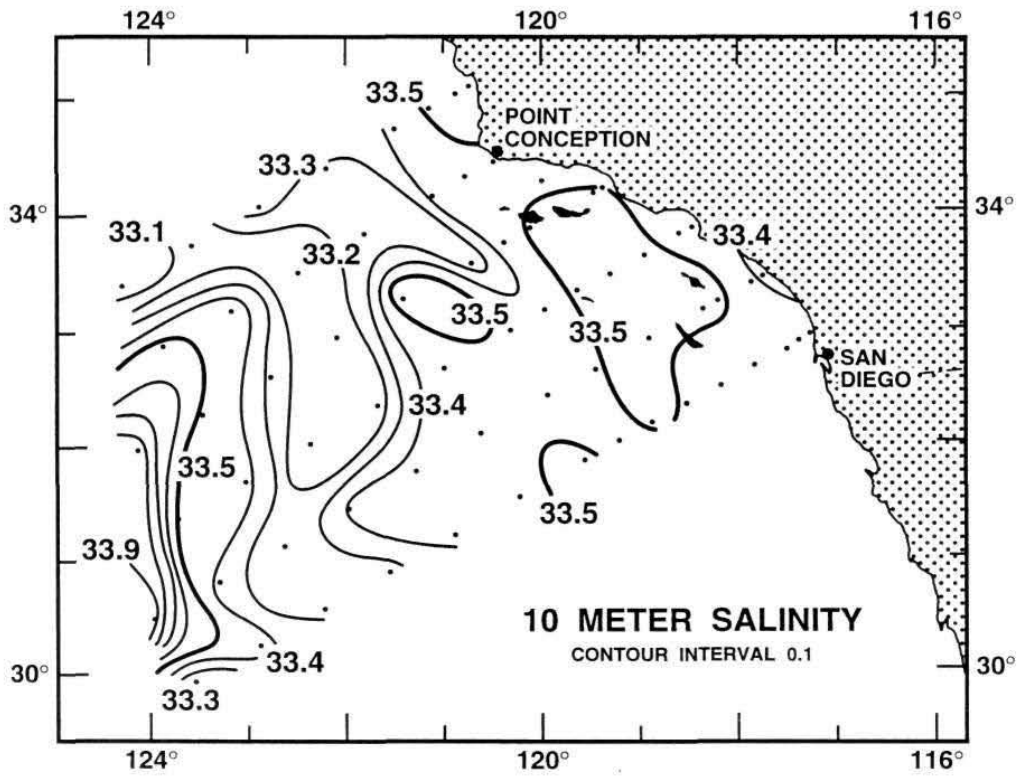 124° 120° 116°
33.5
POINT
CONCEPTION
33.3
34° 34°
33.1
33.4
33.2
33.5
33.5
SAN
DIEGO
33.4
33.5
33.5
33.9
10 METER SALINITY
CONTOUR INTERVAL 0.1
33.4
30° 30°
33.3
124° 120° 116°